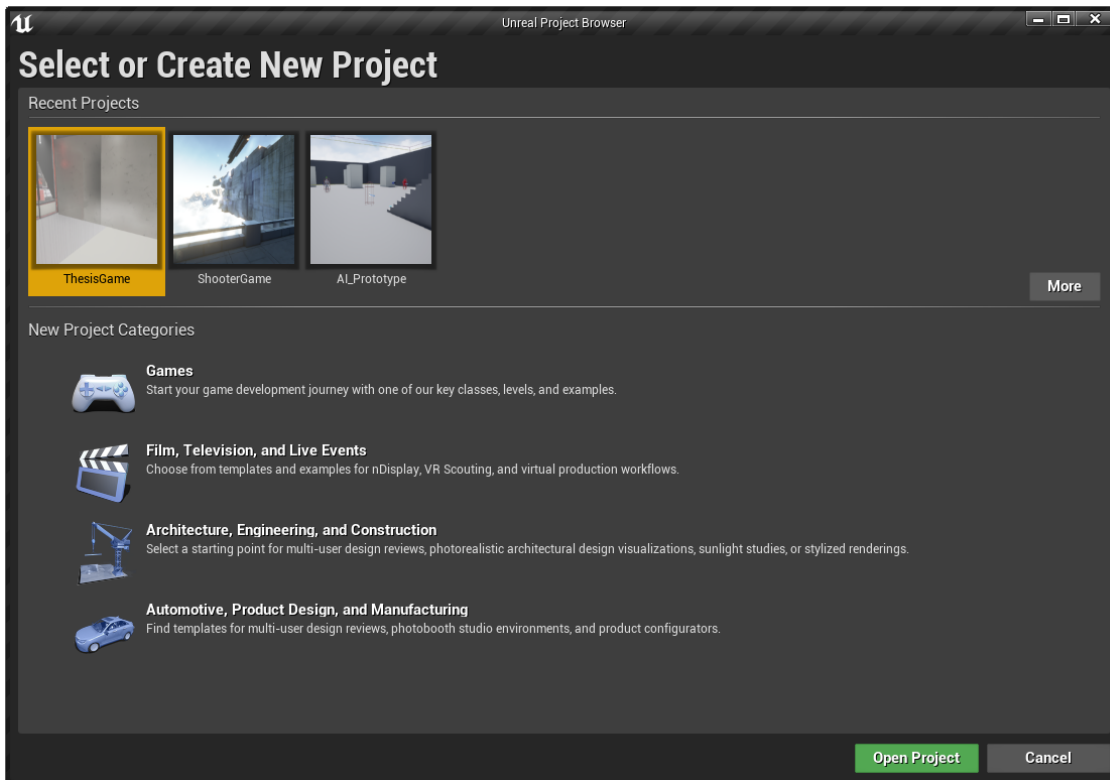 Unreal Project Browser
Select or Create New Project
Recent Projects
ThesisGame
ShooterGame
AI_Prototype
More
New Project Categories
Games
Start your game development journey with one of our key classes, levels, and examples.
Film, Television, and Live Events
Choose from templates and examples for nDisplay, VR Scouting, and virtual production workflows.
Architecture, Engineering, and Construction
Select a starting point for multi-user design reviews, photorealistic architectural design visualizations, sunlight studies, or stylized renderings.
Automotive, Product Design, and Manufacturing
Find templates for multi-user design reviews, photobooth studio environments, and product configurators.
Open Project
Cancel